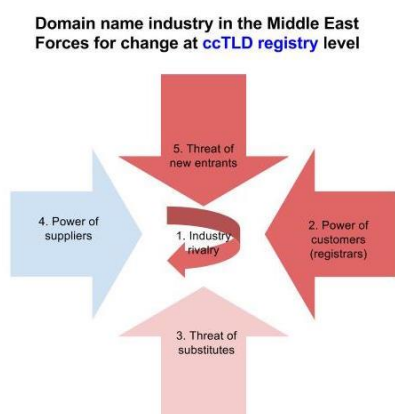 Domain name industry in the Middle East
Forces for change at ccTLD registry level
5. Threat of
new entrants
4. Power of
suppliers
1. Industry
rivalry
2. Power of
customers
(registrars)
3. Threat of
substitutes